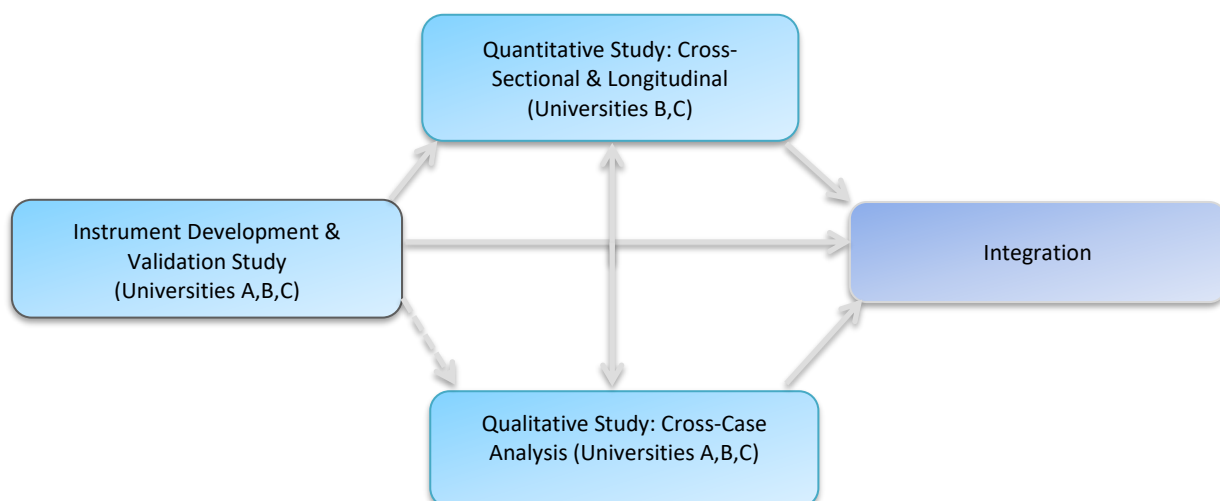 Quantitative Study: Cross-
Sectional & Longitudinal
(Universities B,C)
Instrument Development &
Validation Study
(Universities A,B,C)
Integration
Qualitative Study: Cross-Case
Analysis (Universities A,B,C)